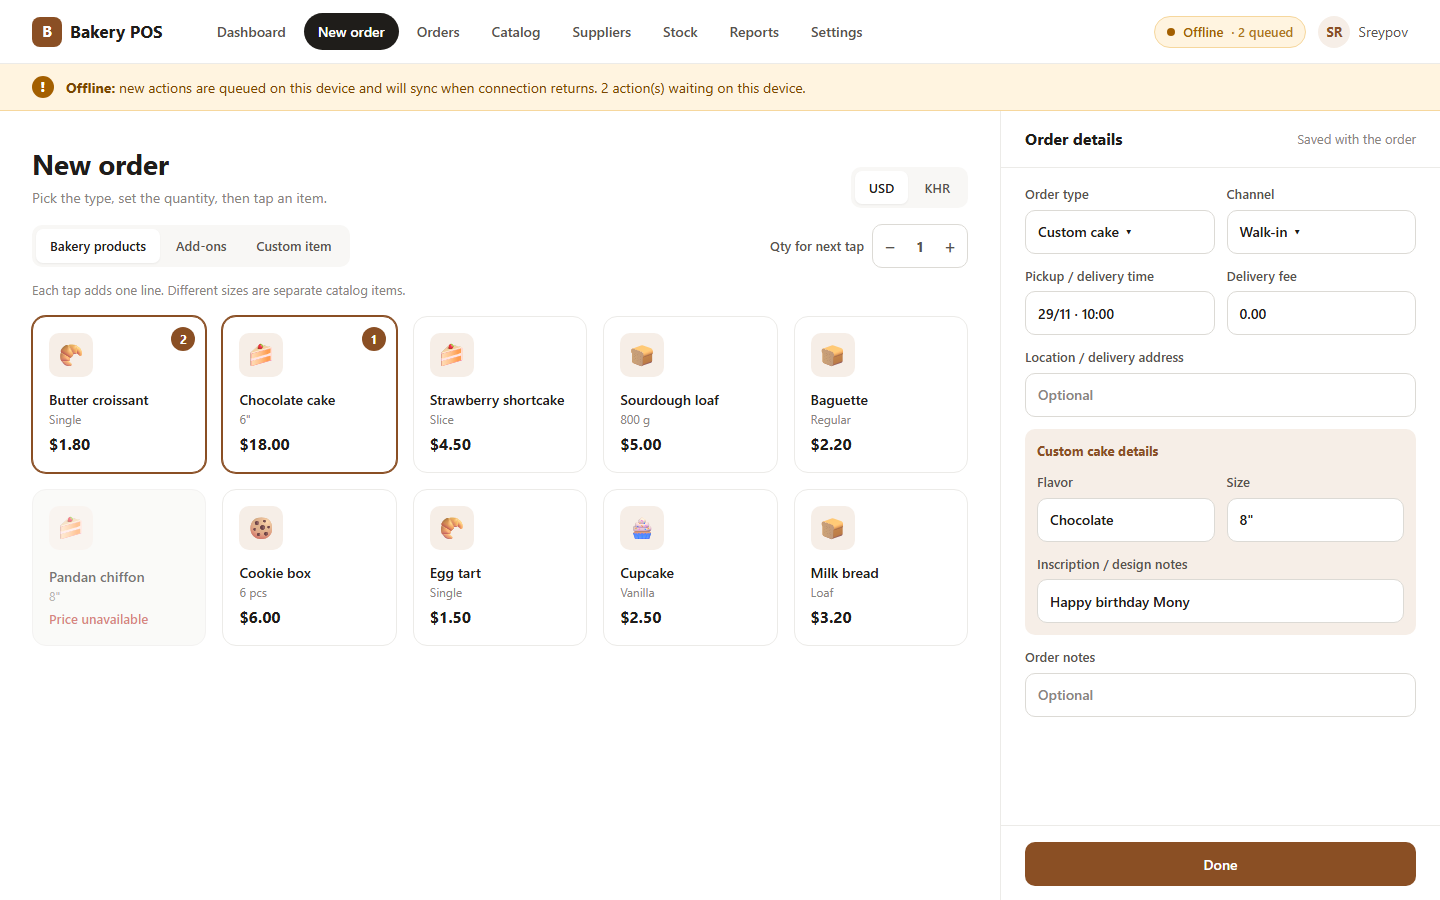 B Bakery POS Dashboard New order Orders Catalog Suppliers Stock Reports Settings Offline · 2 queued SR Sreypov
! Offline: new actions are queued on this device and will sync when connection returns. 2 action(s) waiting on this device.
New order
Pick the type, set the quantity, then tap an item.
USD KHR
Bakery products Add-ons Custom item
Qty for next tap − 1 +
Each tap adds one line. Different sizes are separate catalog items.
2
Butter croissant
Single
$1.80
1
Chocolate cake
6"
$18.00
Strawberry shortcake
Slice
$4.50
Sourdough loaf
800 g
$5.00
Baguette
Regular
$2.20
Pandan chiffon
8"
Price unavailable
Cookie box
6 pcs
$6.00
Egg tart
Single
$1.50
Cupcake
Vanilla
$2.50
Milk bread
Loaf
$3.20
Order details Saved with the order
Order type Channel
Custom cake ▾ Walk-in ▾
Pickup / delivery time Delivery fee
29/11 · 10:00 0.00
Location / delivery address
Optional
Custom cake details
Flavor Size
Chocolate 8"
Inscription / design notes
Happy birthday Mony
Order notes
Optional
Done